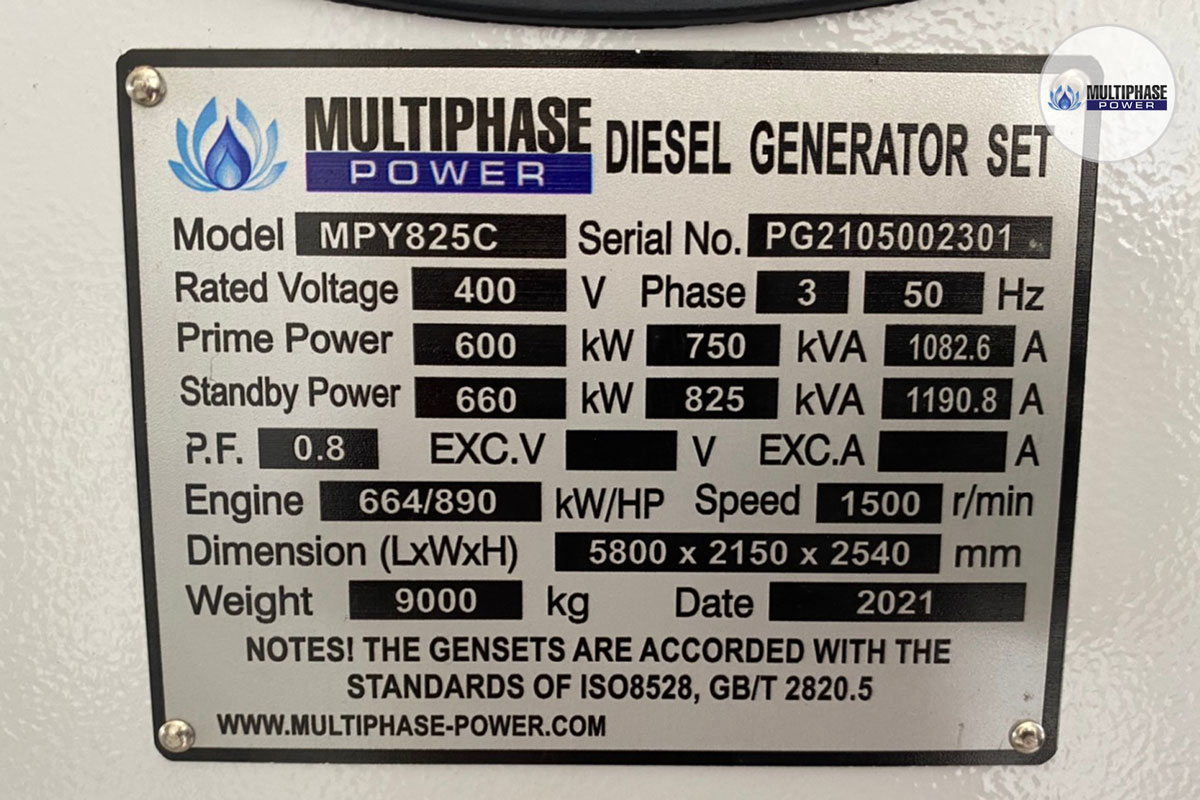 MULTIPHASE
POWER
DIESEL GENERATOR SET
MULTIPHASE
POWER
Model MPY825C Serial No. PG2105002301
Rated Voltage 400 V Phase 3 50 Hz
Prime Power 600 kW 750 kVA 1082.6 A
Standby Power 660 kW 825 kVA 1190.8 A
P.F. 0.8 EXC.V V EXC.A A
Engine 664/890 kW/HP Speed 1500 r/min
Dimension (LxWxH) 5800 x 2150 x 2540 mm
Weight 9000 kg Date 2021
NOTES! THE GENSETS ARE ACCORDED WITH THE
STANDARDS OF ISO8528, GB/T 2820.5
WWW.MULTIPHASE-POWER.COM